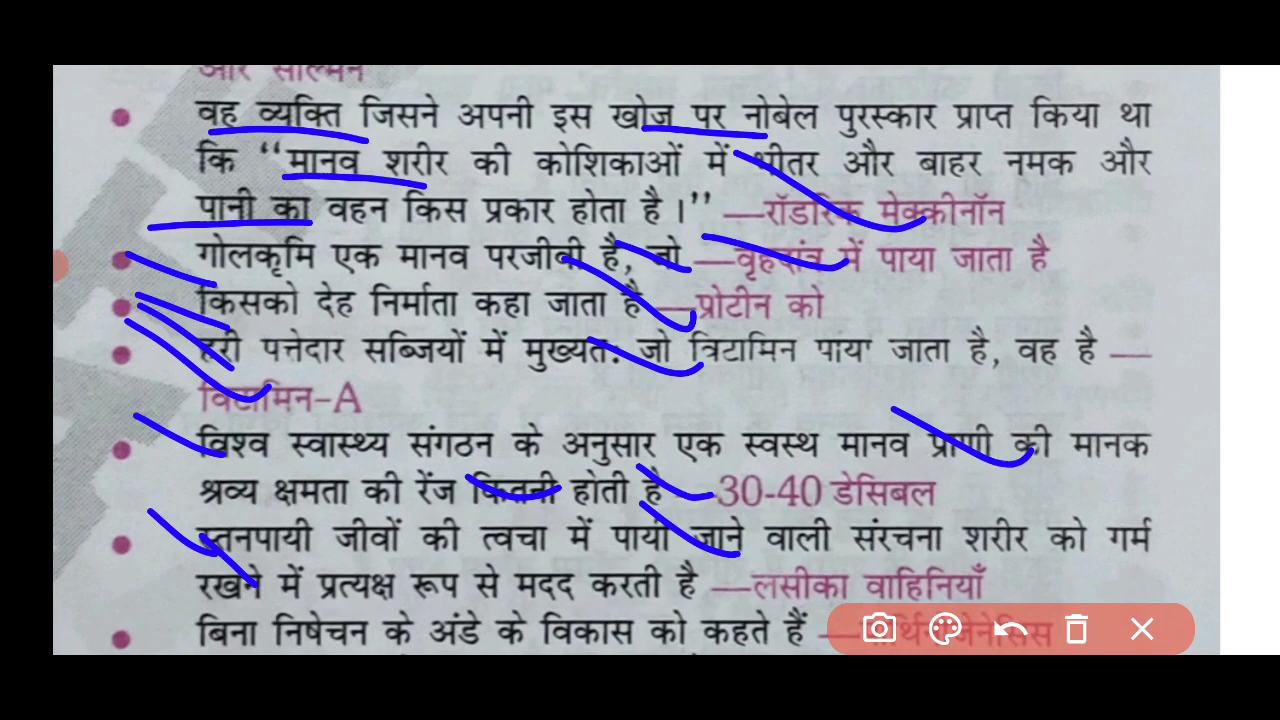 और साल्मन
वह व्यक्ति जिसने अपनी इस खोज पर नोबेल पुरस्कार प्राप्त किया था
कि “मानव शरीर की कोशिकाओं में भीतर और बाहर नमक और
पानी का वहन किस प्रकार होता है।” —रॉडरिक मेक्कीनॉन
गोलकृमि एक मानव परजीवी है, जो —वृहदांत्र में पाया जाता है
किसको देह निर्माता कहा जाता है —प्रोटीन को
हरी पत्तेदार सब्जियों में मुख्यतः जो विटामिन पाया जाता है, वह है —
विटामिन-A
विश्व स्वास्थ्य संगठन के अनुसार एक स्वस्थ मानव प्राणी की मानक
श्रव्य क्षमता की रेंज कितनी होती है —30-40 डेसिबल
स्तनपायी जीवों की त्वचा में पायी जाने वाली संरचना शरीर को गर्म
रखने में प्रत्यक्ष रूप से मदद करती है —लसीका वाहिनियाँ
बिना निषेचन के अंडे के विकास को कहते हैं —पार्थिनोजेनेसिस